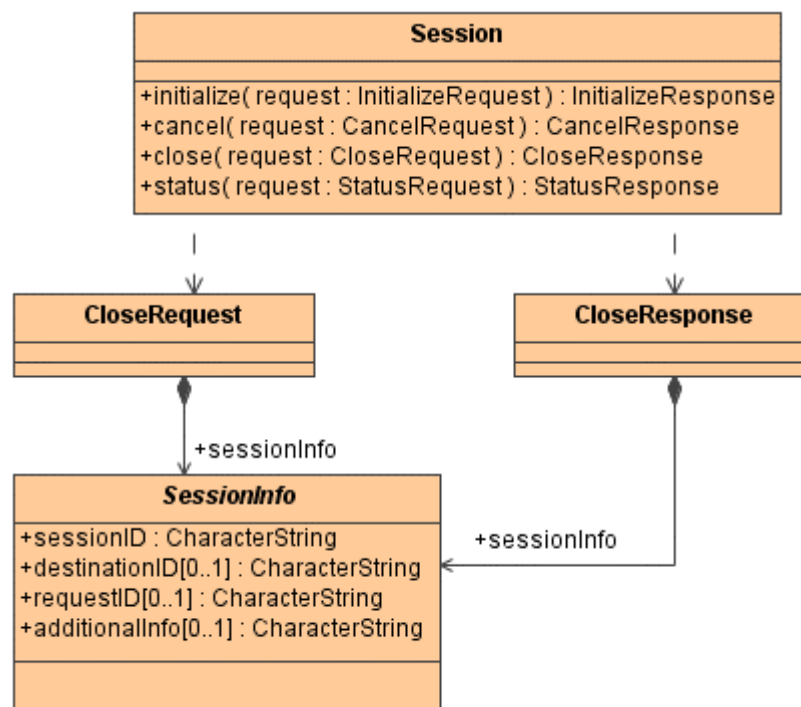 Session
+initialize( request : InitializeRequest ) : InitializeResponse
+cancel( request : CancelRequest ) : CancelResponse
+close( request : CloseRequest ) : CloseResponse
+status( request : StatusRequest ) : StatusResponse
CloseRequest
CloseResponse
+sessionInfo
SessionInfo
+sessionID : CharacterString
+destinationID[0..1] : CharacterString
+requestID[0..1] : CharacterString
+additionalInfo[0..1] : CharacterString
+sessionInfo